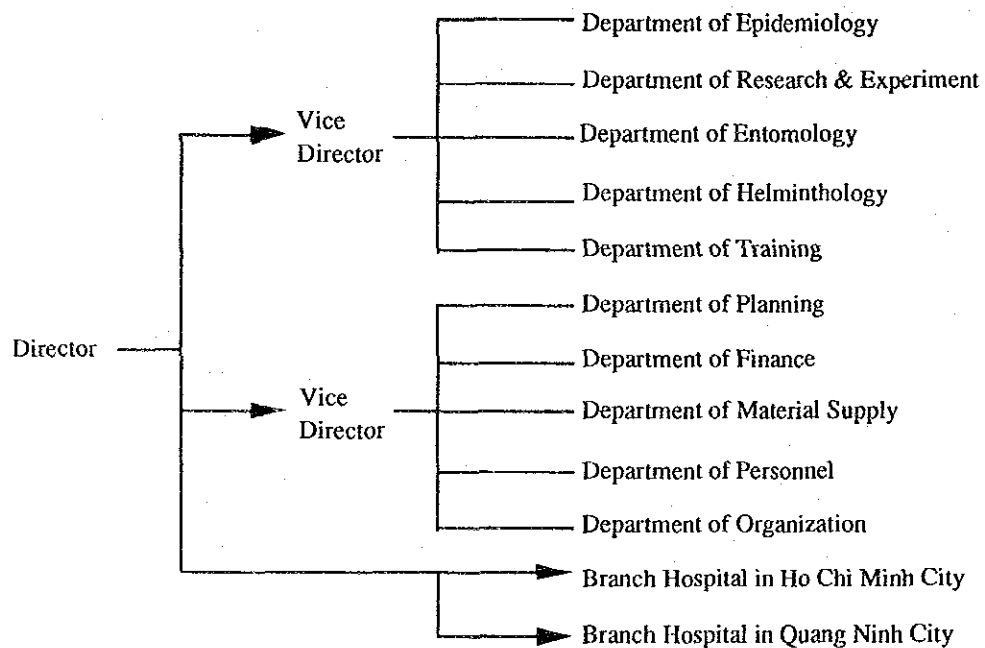 Department of Epidemiology
Department of Research & Experiment
Vice
Director
Department of Entomology
Department of Helminthology
Department of Training
Department of Planning
Director
Department of Finance
Vice
Director
Department of Material Supply
Department of Personnel
Department of Organization
Branch Hospital in Ho Chi Minh City
Branch Hospital in Quang Ninh City